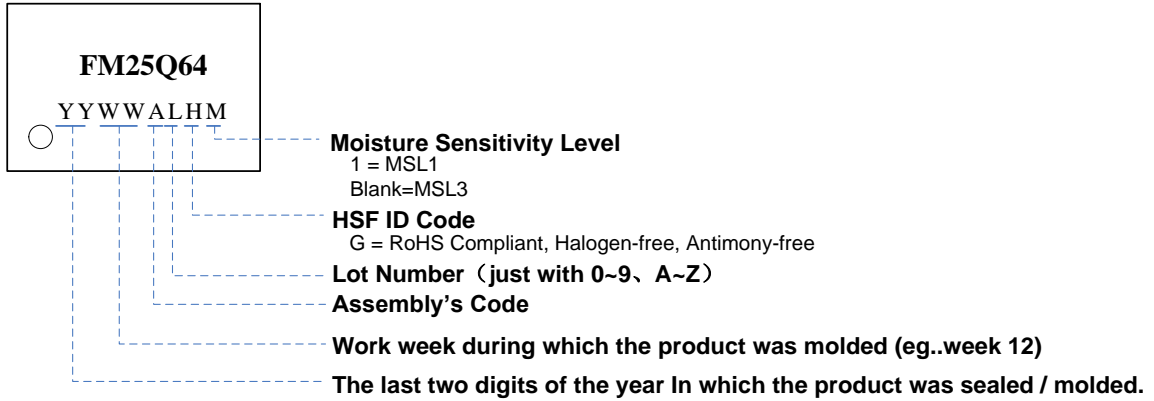 FM25Q64
YYWWALHM
Moisture Sensitivity Level
1 = MSL1
Blank=MSL3
HSF ID Code
G = RoHS Compliant, Halogen-free, Antimony-free
Lot Number（just with 0~9、A~Z）
Assembly's Code
Work week during which the product was molded (eg..week 12)
The last two digits of the year In which the product was sealed / molded.